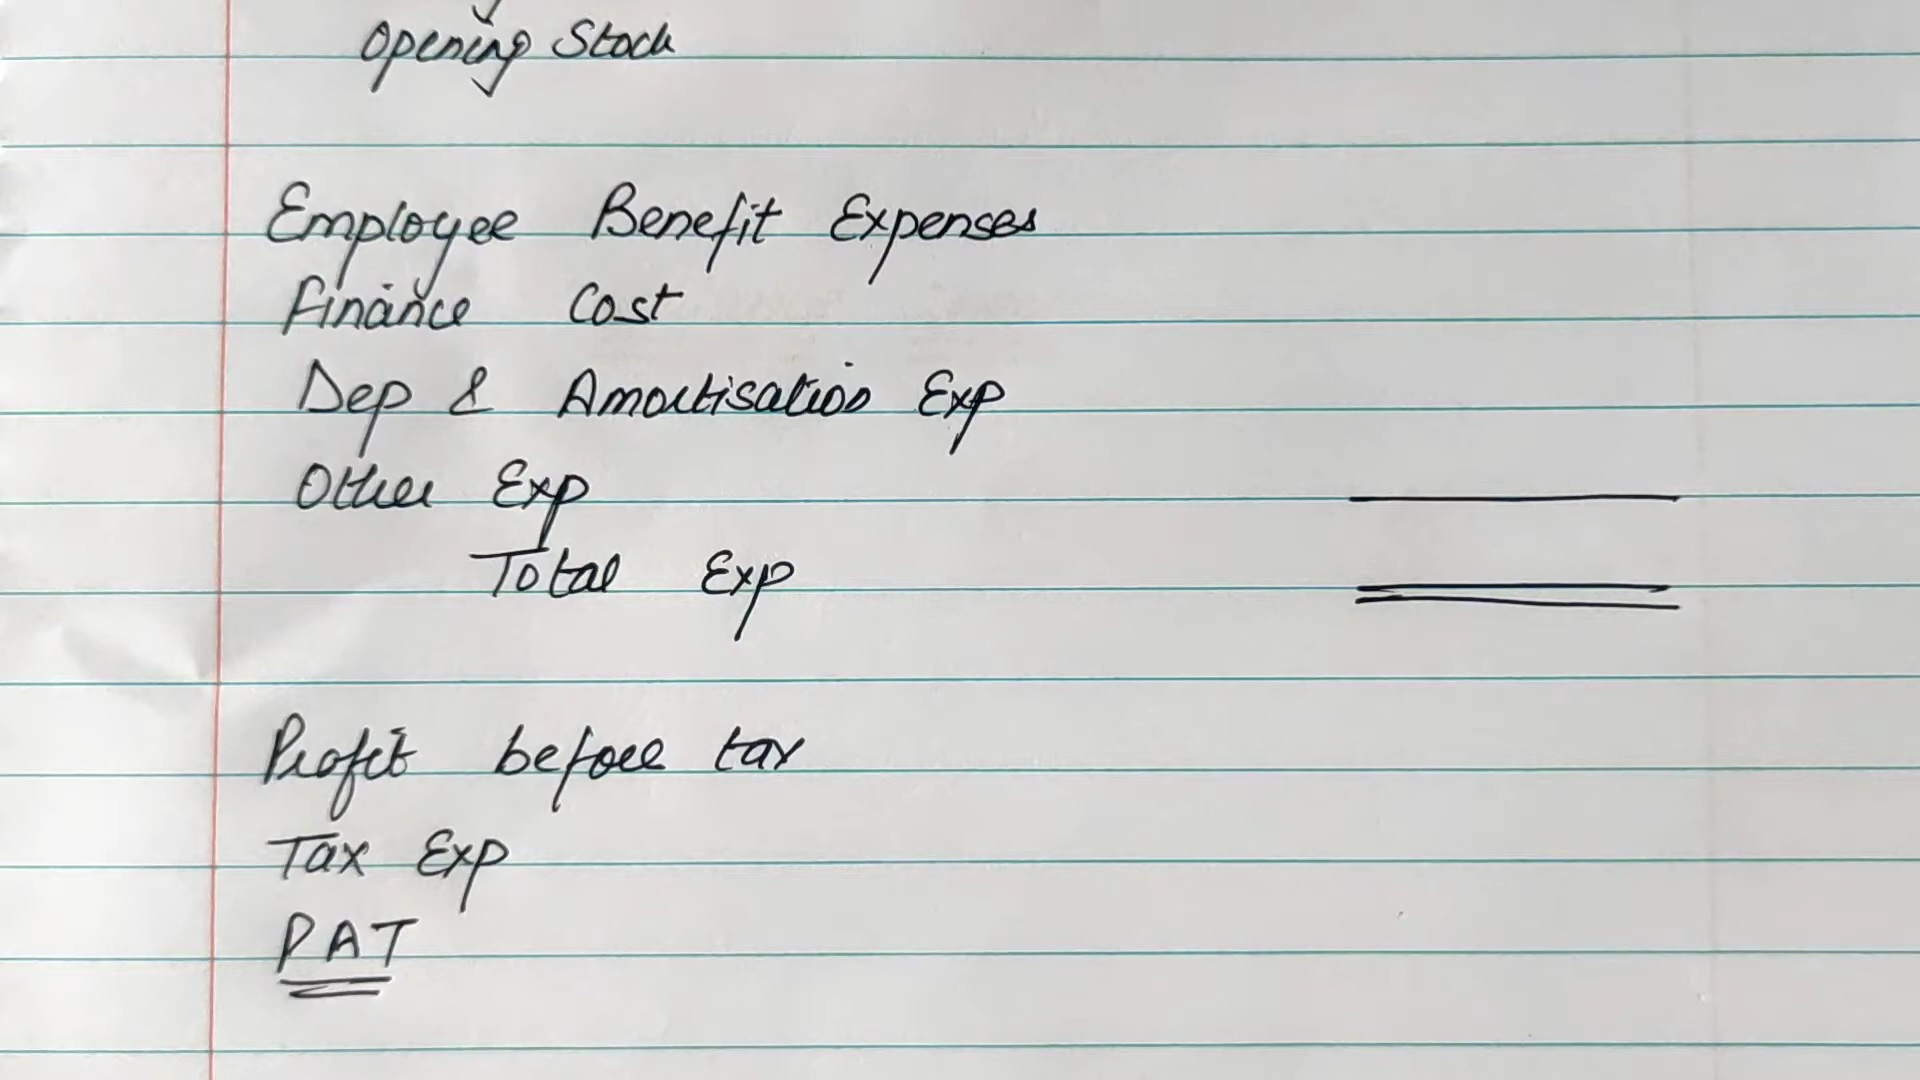 Opening Stock
Employee Benefit Expenses
Finance Cost
Dep & Amortisation Exp
Other Exp
Total Exp
Profit before tax
Tax Exp
PAT